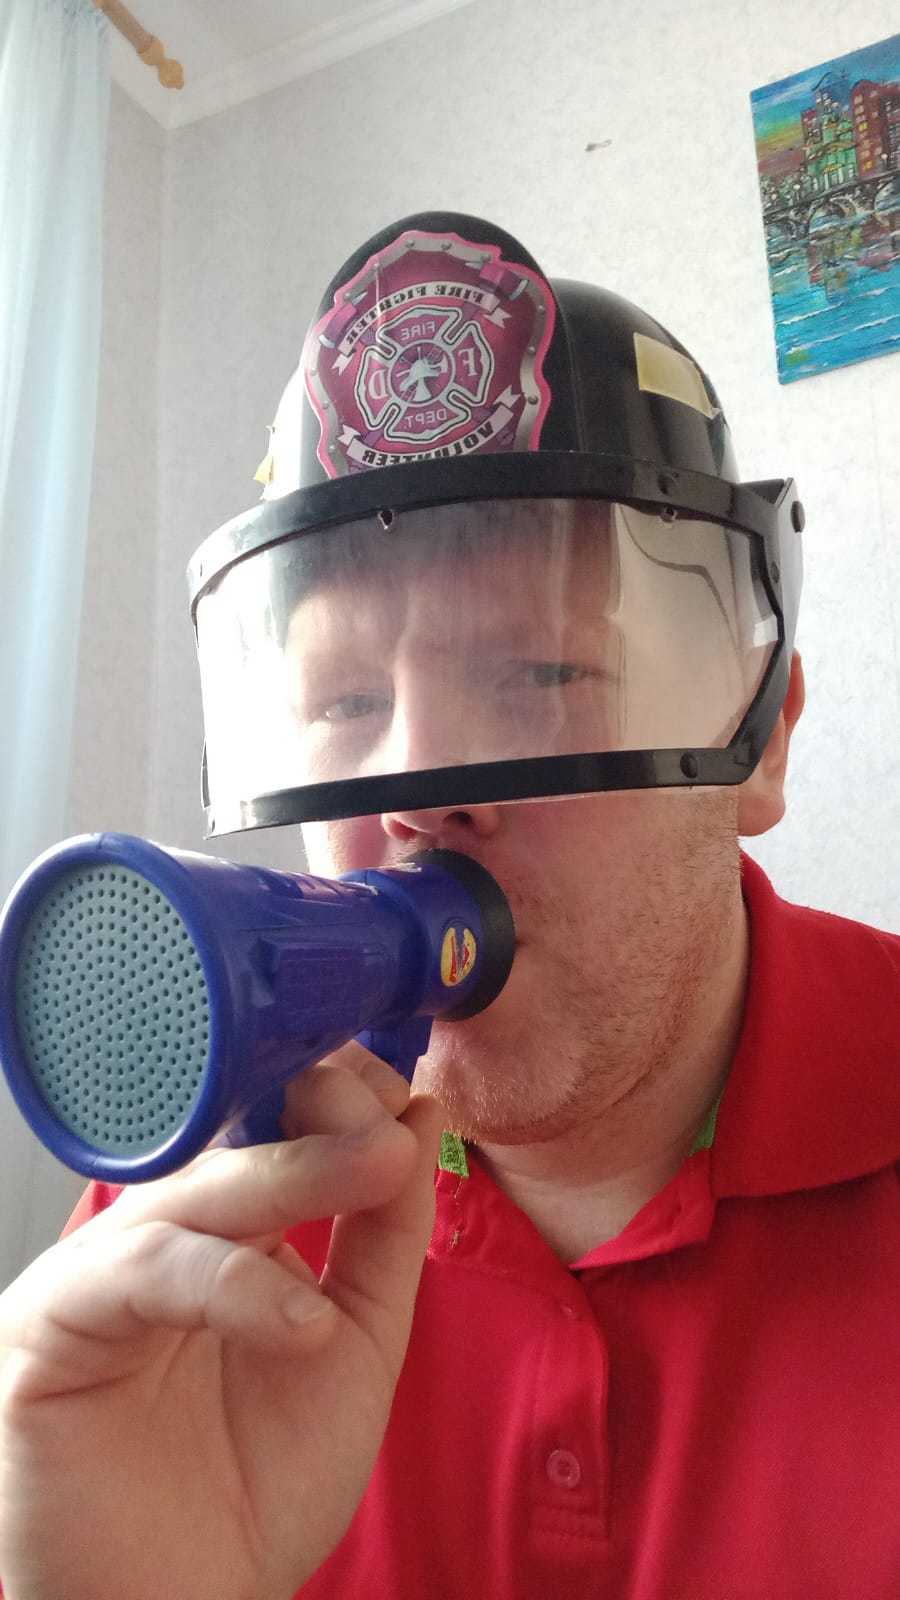 FIRE FIGHTER
FIRE
F D
DEPT.
VOLUNTEER